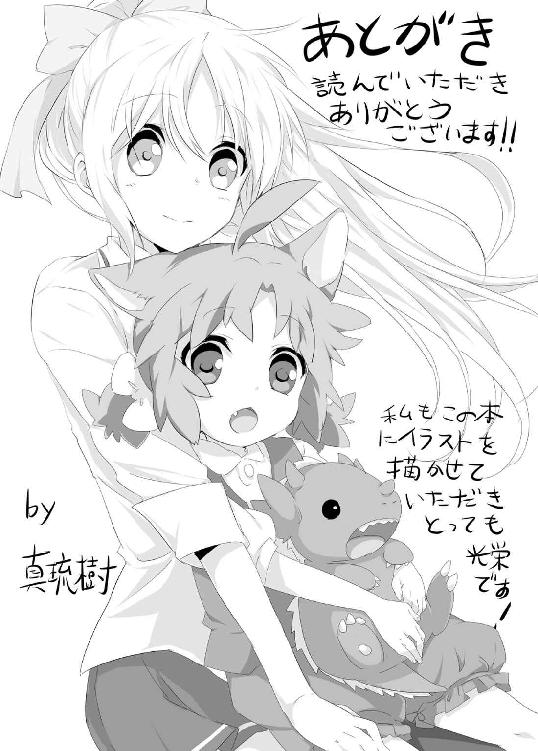 あとがき
読んでいただき
ありがとう
ございます!!
私もこの本
にイラストを
描かせて
いただき
とっても
光栄
です!
by
真琉樹